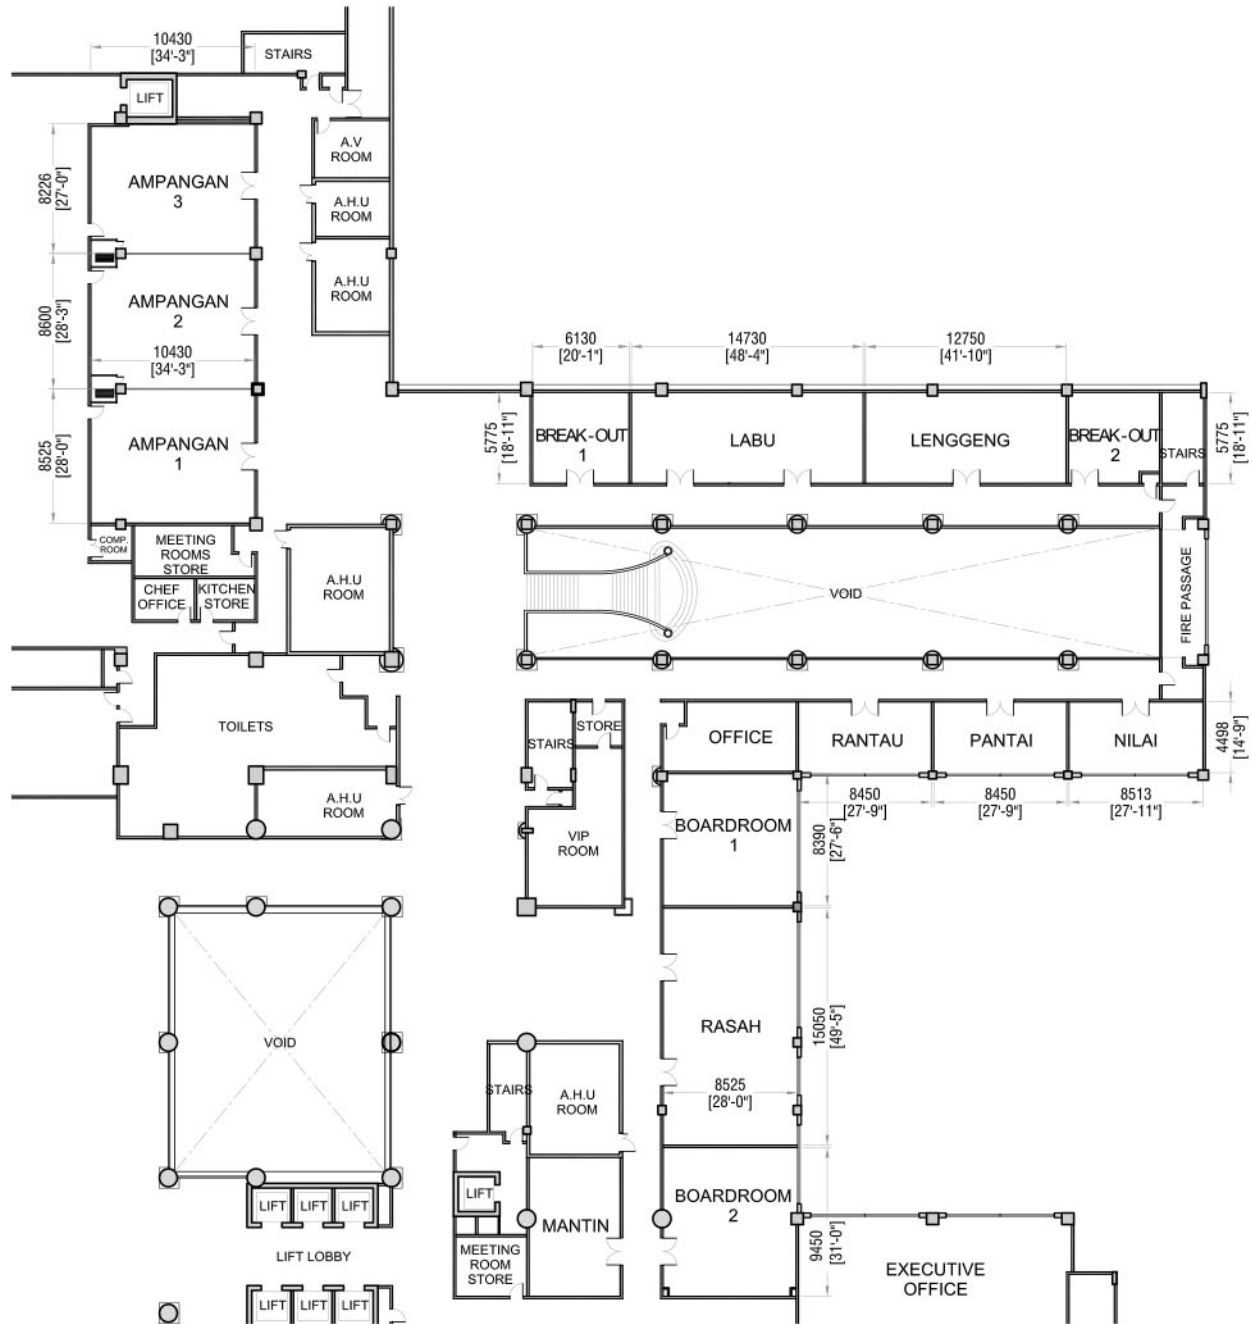 10430
[34'-3"]
STAIRS
LIFT
A.V
ROOM
8226
[27'-0"]
AMPANGAN
3
A.H.U
ROOM
A.H.U
ROOM
8600
[28'-3"]
AMPANGAN
2
10430
[34'-3"]
6130
[20'-1"]
14730
[48'-4"]
12750
[41'-10"]
8525
[28'-0"]
AMPANGAN
1
5775
[18'-11"]
BREAK-OUT
1
LABU
LENGGENG
BREAK-OUT
2
STAIRS
5775
[18'-11"]
COMP.
ROOM
MEETING
ROOMS
STORE
CHEF
OFFICE
KITCHEN
STORE
A.H.U
ROOM
VOID
FIRE PASSAGE
TOILETS
STAIRS
STORE
OFFICE
RANTAU
PANTAI
NILAI
4498
[14'-9"]
A.H.U
ROOM
8450
[27'-9"]
8450
[27'-9"]
8513
[27'-11"]
VIP
ROOM
BOARDROOM
1
8390
[27'-6"]
VOID
RASAH
15050
[49'-5"]
8525
[28'-0"]
STAIRS
A.H.U
ROOM
LIFT
LIFT
LIFT
LIFT
MANTIN
BOARDROOM
2
9450
[31'-0"]
LIFT LOBBY
MEETING
ROOM
STORE
EXECUTIVE
OFFICE
LIFT
LIFT
LIFT